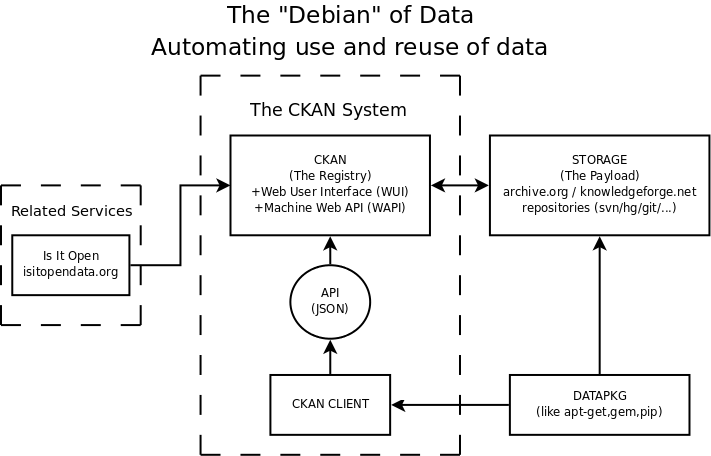 The "Debian" of Data
Automating use and reuse of data
The CKAN System
CKAN
(The Registry)
+Web User Interface (WUI)
+Machine Web API (WAPI)
STORAGE
(The Payload)
archive.org / knowledgeforge.net
repositories (svn/hg/git/...)
Related Services
Is It Open
isitopendata.org
API
(JSON)
CKAN CLIENT
DATAPKG
(like apt-get,gem,pip)